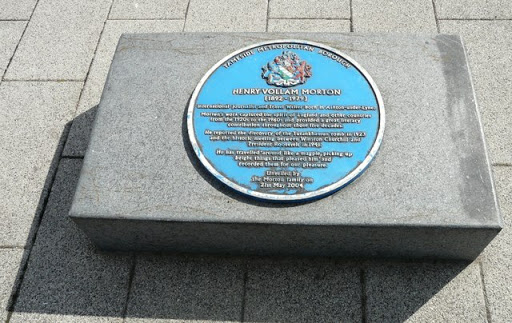 TAMESIDE METROPOLITAN BOROUGH
HENRY VOLLAM MORTON
(1892 - 1979)
International Journalist and Travel Writer Born in Ashton-under-Lyne
Morton's work captured the spirit of England and other countries
from the 1920s to the 1960s and provided a great literary
contribution throughout those five decades.
He reported the discovery of the Tutankhamun tomb in 1923
and the historic meeting between Winston Churchill and
President Roosevelt in 1941
He has travelled around like a magpie, picking up
bright things that pleased him and
recorded them for our pleasure
Unveiled by
the Morton family on
21st May 2004